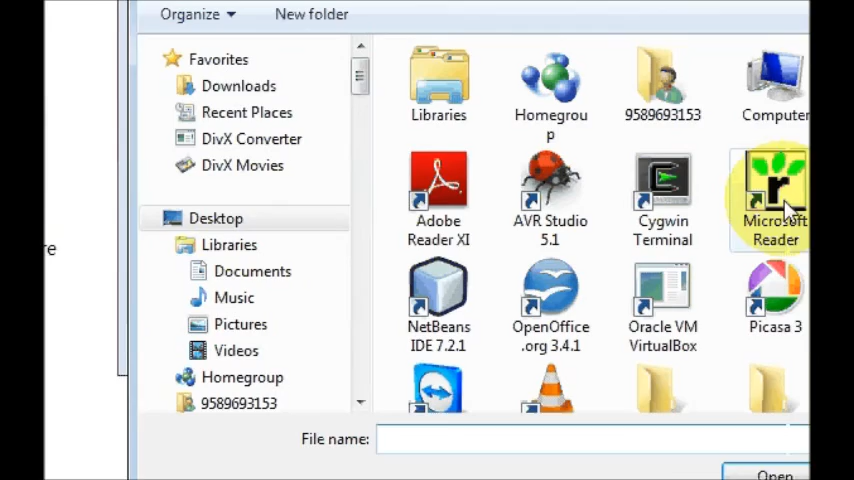 Organize
New folder
Favorites
Downloads
Recent Places
DivX Converter
DivX Movies
Desktop
Libraries
Documents
Music
Pictures
Videos
Homegroup
9589693153
re
Libraries
Homegrou
p
9589693153
Computer
Adobe
Reader XI
AVR Studio
5.1
Cygwin
Terminal
Microsoft
Reader
NetBeans
IDE 7.2.1
OpenOffice
.org 3.4.1
Oracle VM
VirtualBox
Picasa 3
File name:
Open